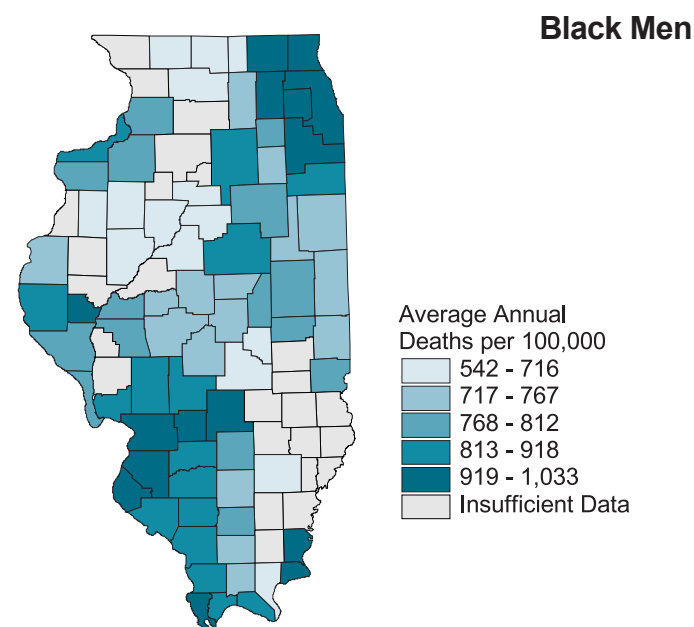 Black Men
Average Annual
Deaths per 100,000
542 - 716
717 - 767
768 - 812
813 - 918
919 - 1,033
Insufficient Data